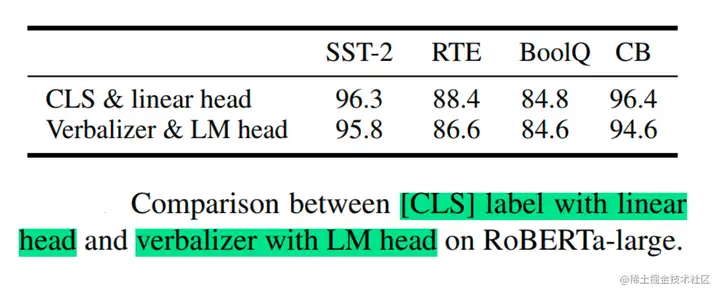 SST-2 RTE BoolQ CB
CLS & linear head 96.3 88.4 84.8 96.4
Verbalizer & LM head 95.8 86.6 84.6 94.6
Comparison between [CLS] label with linear
head and verbalizer with LM head on RoBERTa-large.
@稀土掘金技术社区